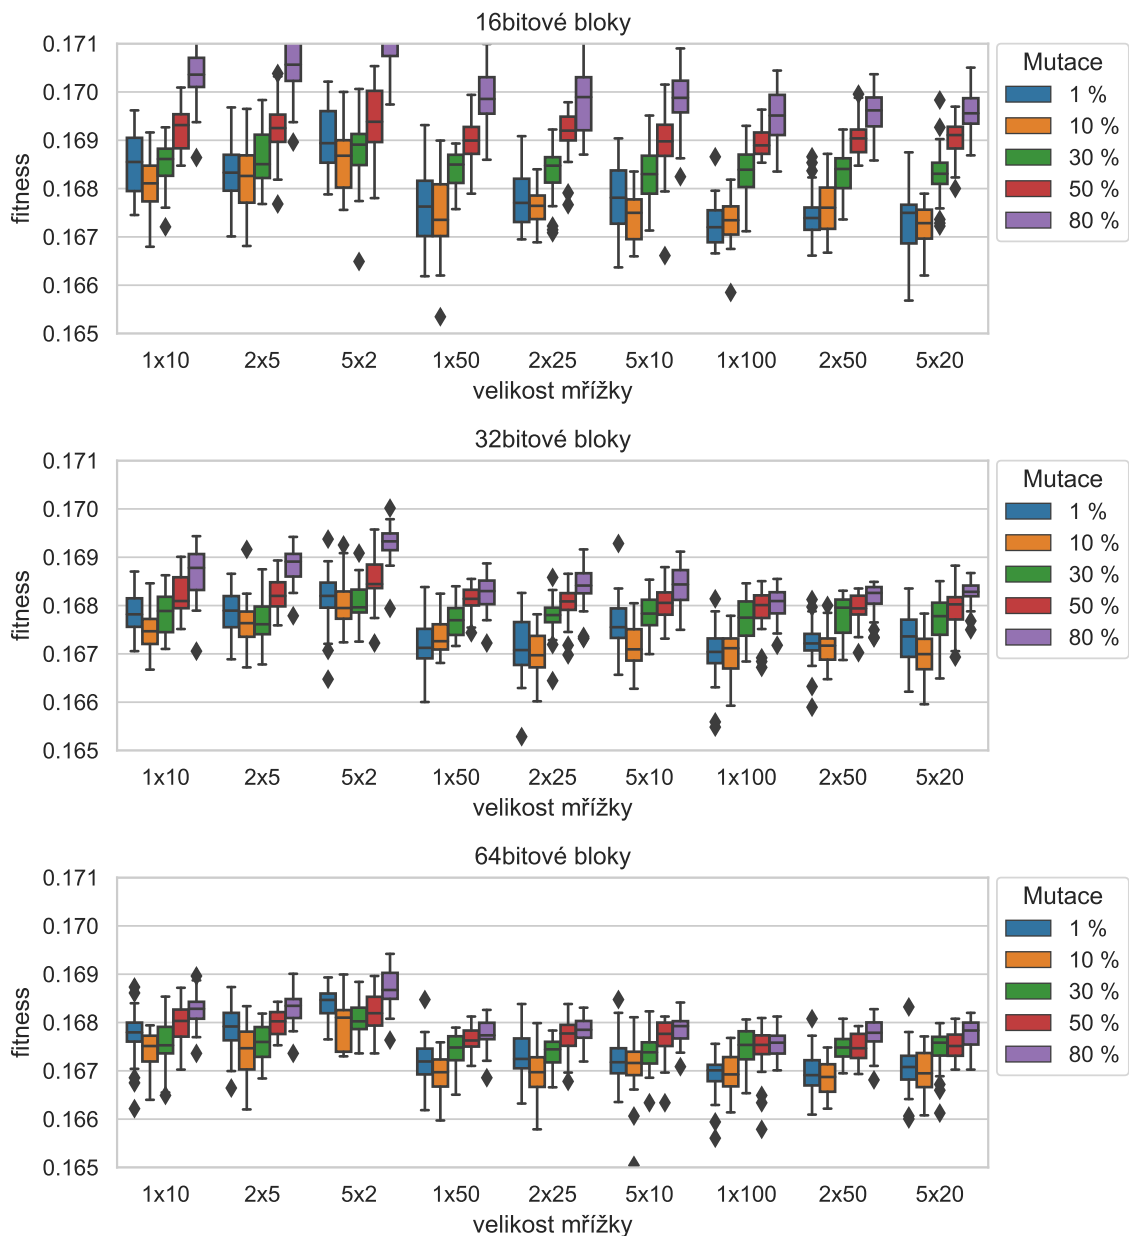 16bitové bloky
0.171
0.170
0.169
0.168
0.167
0.166
0.165
fitness
1x10 2x5 5x2 1x50 2x25 5x10 1x100 2x50 5x20
velikost mřížky
Mutace
1 %
10 %
30 %
50 %
80 %
32bitové bloky
0.171
0.170
0.169
0.168
0.167
0.166
0.165
fitness
1x10 2x5 5x2 1x50 2x25 5x10 1x100 2x50 5x20
velikost mřížky
Mutace
1 %
10 %
30 %
50 %
80 %
64bitové bloky
0.171
0.170
0.169
0.168
0.167
0.166
0.165
fitness
1x10 2x5 5x2 1x50 2x25 5x10 1x100 2x50 5x20
velikost mřížky
Mutace
1 %
10 %
30 %
50 %
80 %